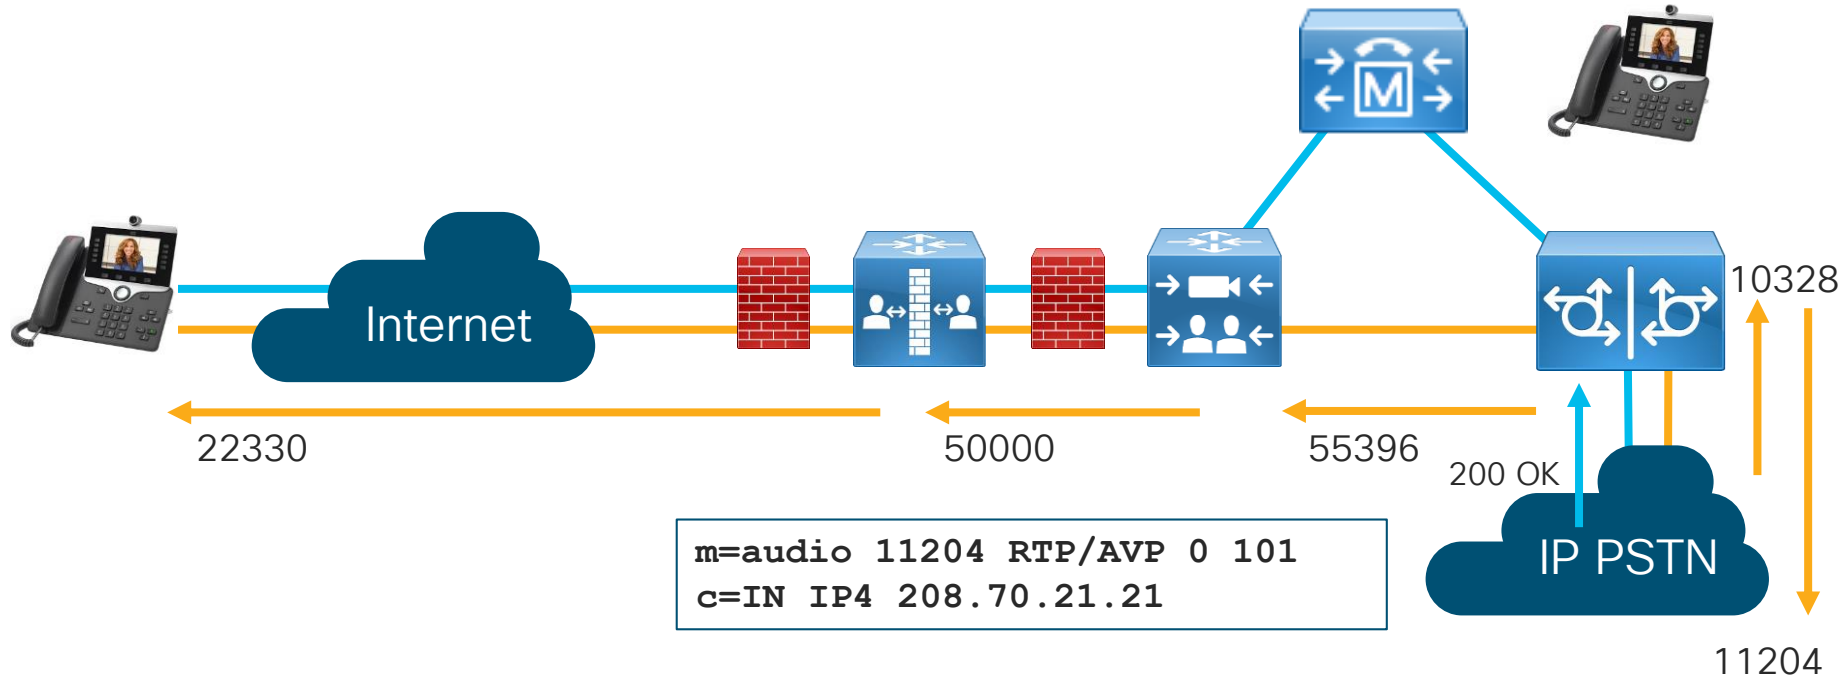 M
Internet
10328
22330
50000
55396
200 OK
IP PSTN
m=audio 11204 RTP/AVP 0 101
c=IN IP4 208.70.21.21
11204